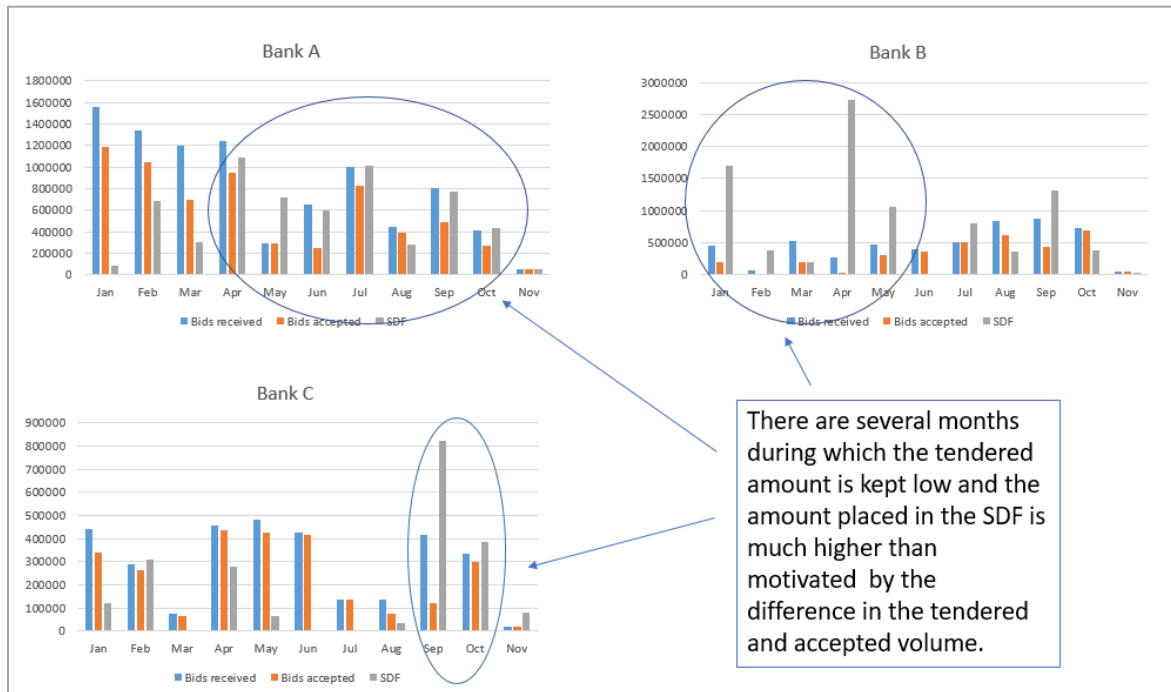 Bank A
1800000
1600000
1400000
1200000
1000000
800000
600000
400000
200000
0
Jan Feb Mar Apr May Jun Jul Aug Sep Oct Nov
Bids received Bids accepted SDF
Bank B
3000000
2500000
2000000
1500000
1000000
500000
0
Jan Feb Mar Apr May Jun Jul Aug Sep Oct Nov
Bids received Bids accepted SDF
Bank C
900000
800000
700000
600000
500000
400000
300000
200000
100000
0
Jan Feb Mar Apr May Jun Jul Aug Sep Oct Nov
Bids received Bids accepted SDF
There are several months
during which the tendered
amount is kept low and the
amount placed in the SDF is
much higher than
motivated by the
difference in the tendered
and accepted volume.